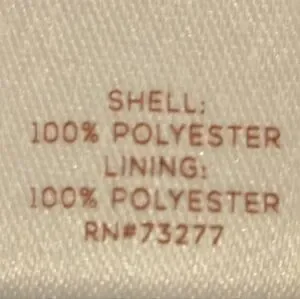 SHELL:
100% POLYESTER
LINING:
100% POLYESTER
RN#73277